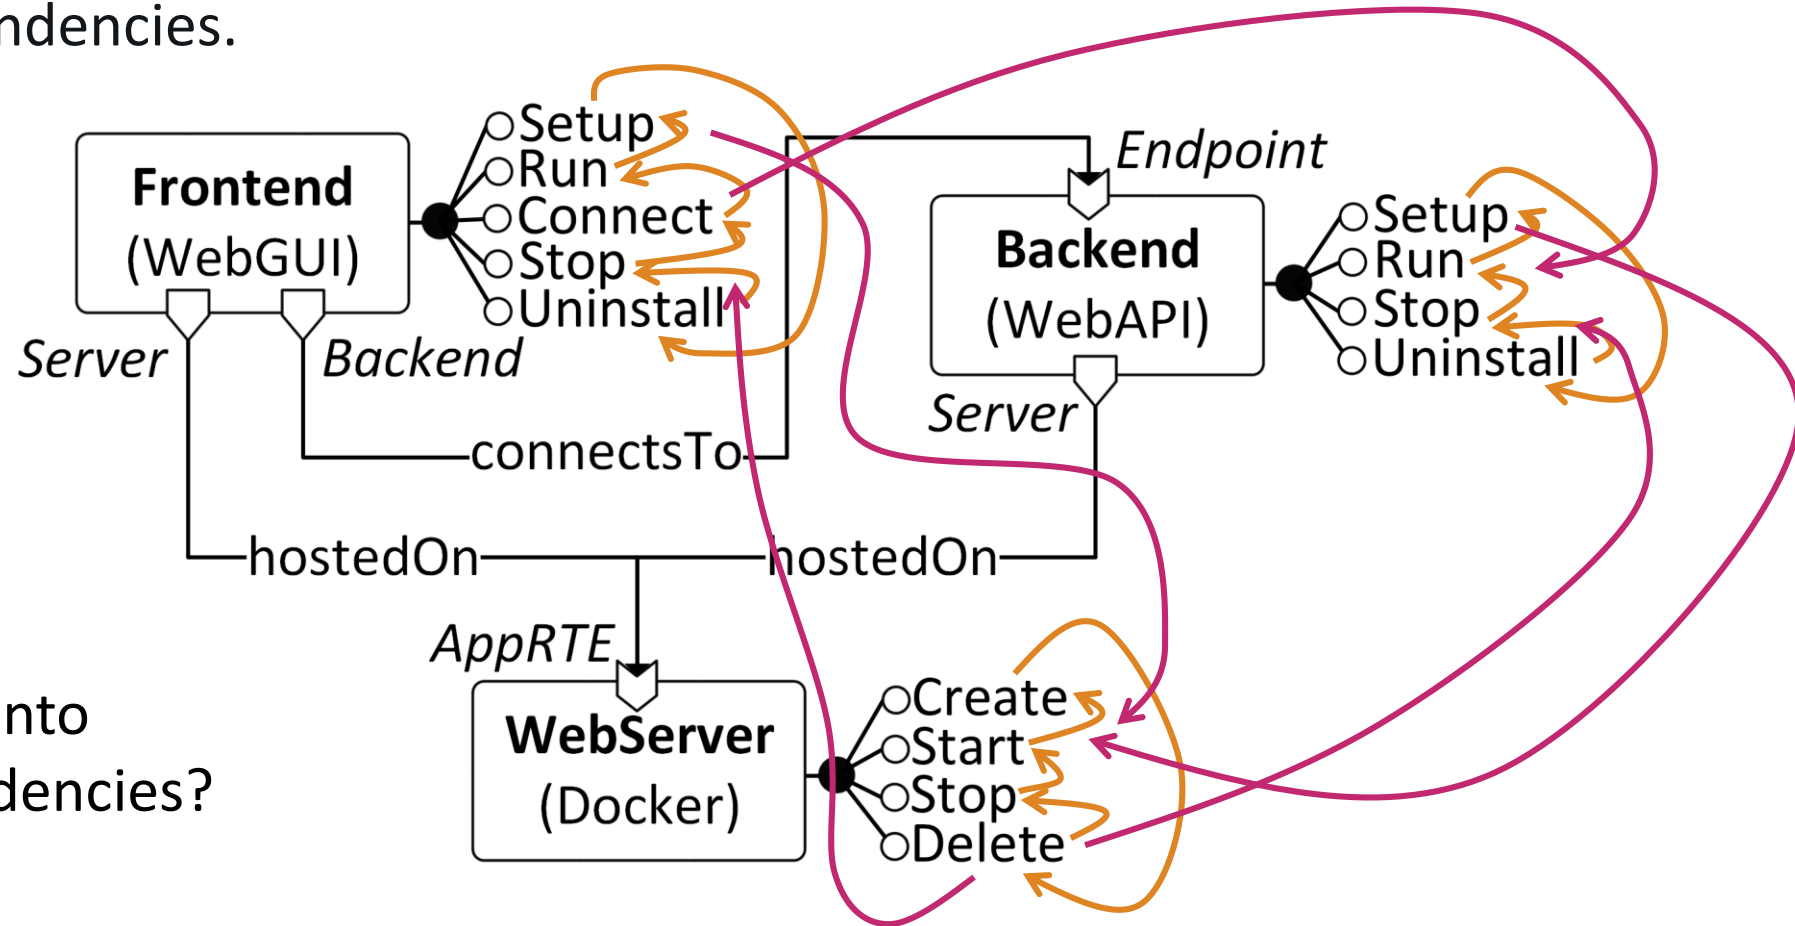 ndencies.
Frontend
(WebGUI)
Setup
Run
Connect
Stop
Uninstall
Server
Backend
connectsTo
Endpoint
Backend
(WebAPI)
Setup
Run
Stop
Uninstall
Server
hostedOn
hostedOn
AppRTE
WebServer
(Docker)
Create
Start
Stop
Delete
nto
dencies?